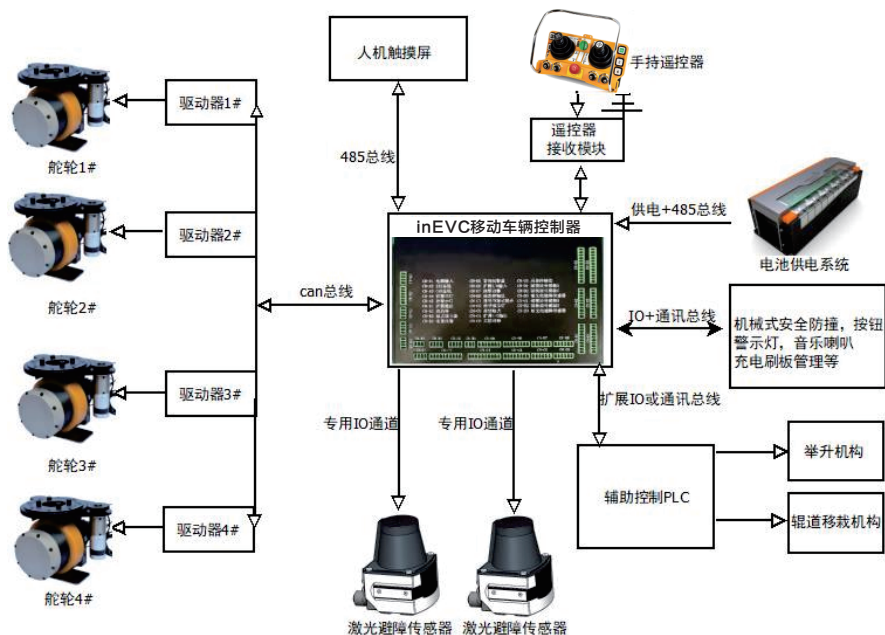 人机触摸屏
手持遥控器
驱动器1#
舵轮1#
485总线
遥控器
接收模块
供电+485总线
inEVC移动车辆控制器
电池供电系统
驱动器2#
舵轮2#
can总线
IO+通讯总线
机械式安全防撞，按钮
警示灯，音乐喇叭
充电刷板管理等
驱动器3#
舵轮3#
专用IO通道
专用IO通道
扩展IO或通讯总线
举升机构
辅助控制PLC
辊道移栽机构
驱动器4#
舵轮4#
激光避障传感器
激光避障传感器